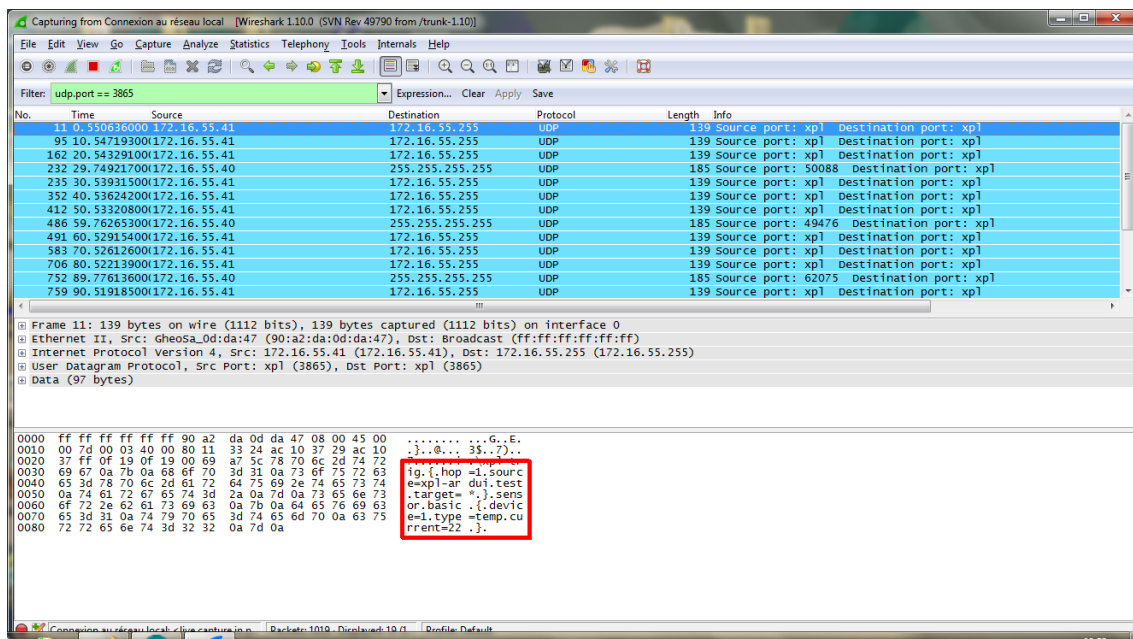 Capturing from Connexion au réseau local [Wireshark 1.10.0 (SVN Rev 49790 from /trunk-1.10)]
File Edit View Go Capture Analyze Statistics Telephony Tools Internals Help
Filter: udp.port == 3865 Expression... Clear Apply Save
No. Time Source Destination Protocol Length Info
11 0.550636000 172.16.55.41 172.16.55.255 UDP 139 Source port: xpl Destination port: xpl
95 10.54719300(172.16.55.41 172.16.55.255 UDP 139 Source port: xpl Destination port: xpl
162 20.54329100(172.16.55.41 172.16.55.255 UDP 139 Source port: xpl Destination port: xpl
232 29.74921700(172.16.55.40 255.255.255.255 UDP 185 Source port: 50088 Destination port: xpl
235 30.53931500(172.16.55.41 172.16.55.255 UDP 139 Source port: xpl Destination port: xpl
352 40.53624200(172.16.55.41 172.16.55.255 UDP 139 Source port: xpl Destination port: xpl
412 50.53320800(172.16.55.41 172.16.55.255 UDP 139 Source port: xpl Destination port: xpl
486 59.76265300(172.16.55.40 255.255.255.255 UDP 185 Source port: 49476 Destination port: xpl
491 60.52915400(172.16.55.41 172.16.55.255 UDP 139 Source port: xpl Destination port: xpl
583 70.52612600(172.16.55.41 172.16.55.255 UDP 139 Source port: xpl Destination port: xpl
706 80.52213900(172.16.55.41 172.16.55.255 UDP 139 Source port: xpl Destination port: xpl
752 89.77613600(172.16.55.40 255.255.255.255 UDP 185 Source port: 62075 Destination port: xpl
759 90.51918500(172.16.55.41 172.16.55.255 UDP 139 Source port: xpl Destination port: xpl
Frame 11: 139 bytes on wire (1112 bits), 139 bytes captured (1112 bits) on interface 0
Ethernet II, Src: GheoSa_0d:da:47 (90:a2:da:0d:da:47), Dst: Broadcast (ff:ff:ff:ff:ff:ff)
Internet Protocol Version 4, Src: 172.16.55.41 (172.16.55.41), Dst: 172.16.55.255 (172.16.55.255)
User Datagram Protocol, Src Port: xpl (3865), Dst Port: xpl (3865)
Data (97 bytes)
0000 ff ff ff ff ff ff 90 a2 da 0d da 47 08 00 45 00 ........ ...G..E.
0010 00 7d 00 03 40 00 80 11 33 24 ac 10 37 29 ac 10 .}..@... 3$..7)..
0020 37 ff 0f 19 0f 19 00 69 a7 5c 78 70 6c 2d 74 72
0030 69 67 0a 7b 0a 68 6f 70 3d 31 0a 73 6f 75 72 63 ig.{.hop =1.sourc
0040 65 3d 78 70 6c 2d 61 72 64 75 69 2e 74 65 73 74 e=xpl-ar dui.test
0050 0a 74 61 72 67 65 74 3d 2a 0a 7d 0a 73 65 6e 73 .target= *.}.sens
0060 6f 72 2e 62 61 73 69 63 0a 7b 0a 64 65 76 69 63 or.basic .{.devic
0070 65 3d 31 0a 74 79 70 65 3d 74 65 6d 70 0a 63 75 e=1.type =temp.cu
0080 72 72 65 6e 74 3d 32 32 0a 7d 0a rrent=22 .}.
Connexion au réseau local: <live capture in p Packets: 1019 · Displayed: 19 (1 Profile: Default